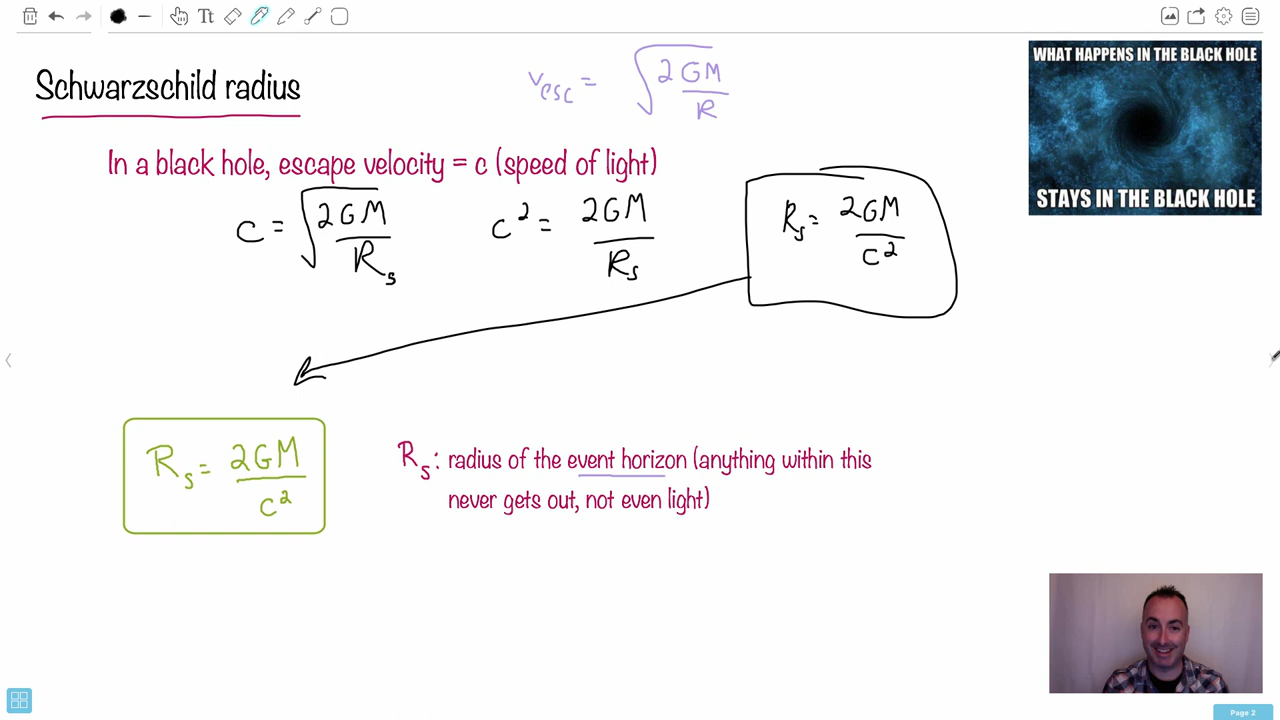 Tt
Schwarzschild radius
v_esc = √(2GM/R)
WHAT HAPPENS IN THE BLACK HOLE
STAYS IN THE BLACK HOLE
In a black hole, escape velocity = c (speed of light)
c = √(2GM/R_s)
c² = 2GM/R_s
R_s = 2GM/c²
R_s = 2GM/c²
R_s: radius of the event horizon (anything within this
never gets out, not even light)
Page 2